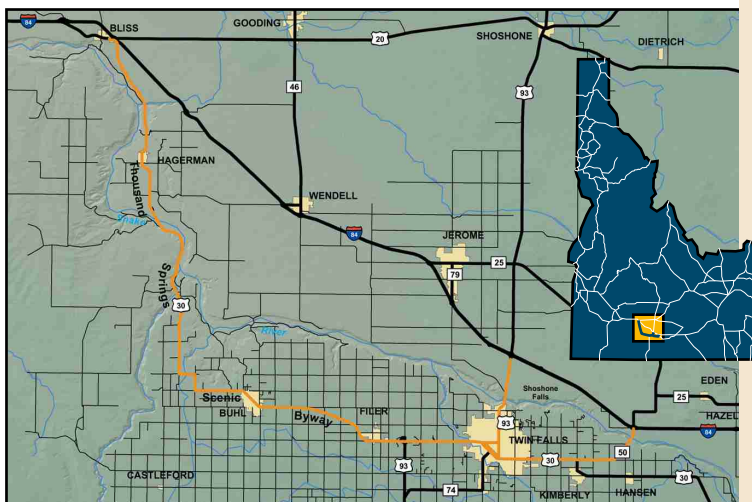 84
BLISS
GOODING
20
SHOSHONE
DIETRICH
46
93
HAGERMAN
Thousand
Snake
WENDELL
84
JEROME
25
79
Springs
30
River
Scenic
BUHL
Byway
FILER
Shoshone
Falls
93
TWIN FALLS
EDEN
25
HAZEL
84
93
30
50
CASTLEFORD
74
KIMBERLY
HANSEN
30